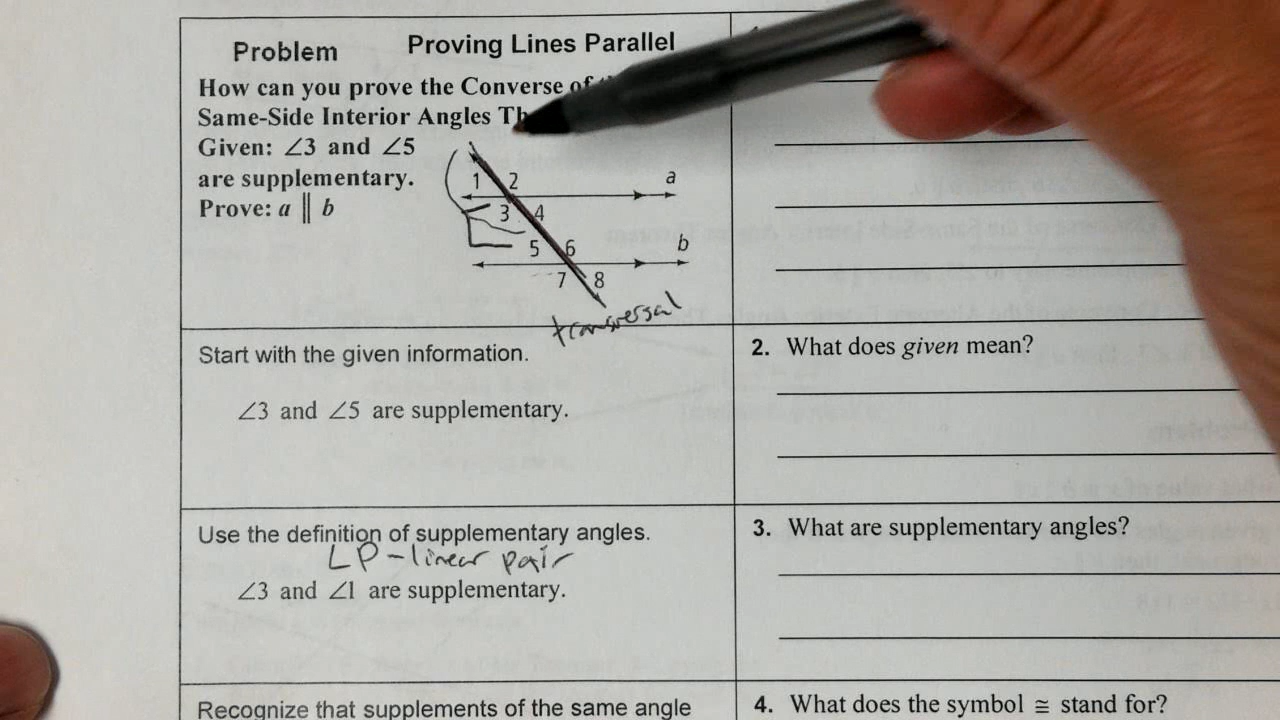 Problem
Proving Lines Parallel
How can you prove the Converse of
Same-Side Interior Angles
Given: ∠3 and ∠5
are supplementary.
Prove: a ∥ b
1 2 a
3 4
5 6 b
7 8
transversal
Start with the given information.
∠3 and ∠5 are supplementary.
2. What does given mean?
Use the definition of supplementary angles.
LP - linear pair
∠3 and ∠1 are supplementary.
3. What are supplementary angles?
Recognize that supplements of the same angle
4. What does the symbol ≅ stand for?